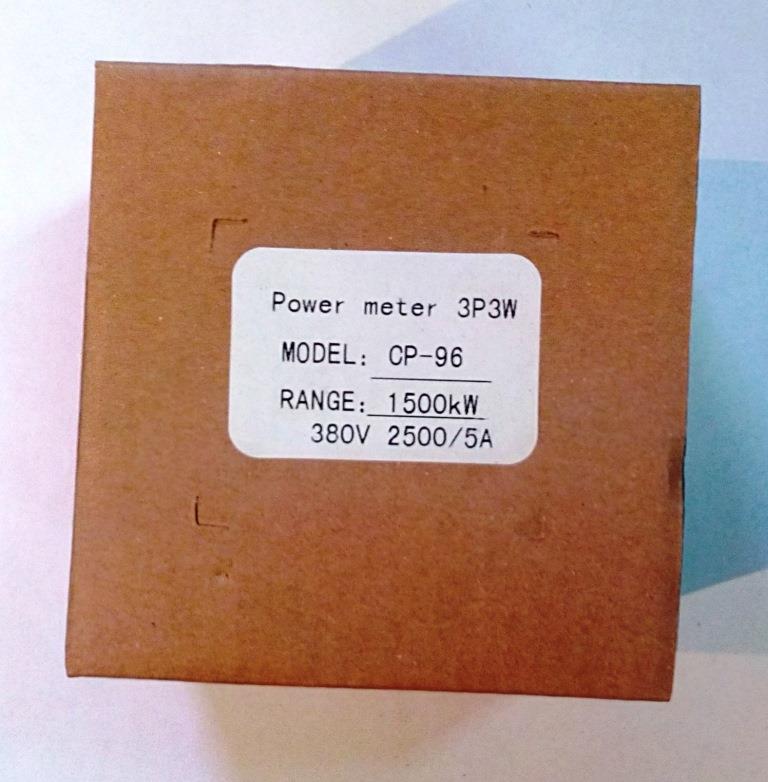 Power meter 3P3W
MODEL: CP-96
RANGE: 1500kW
380V 2500/5A